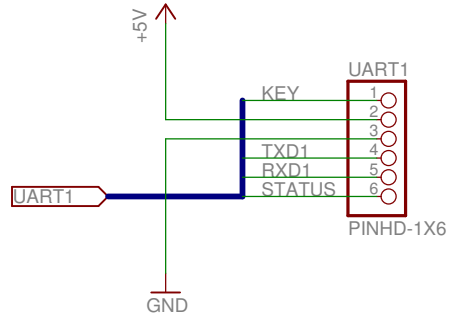 +5V
UART1
KEY 1
2
3
TXD1 4
RXD1 5
STATUS 6
UART1
PINHD-1X6
GND